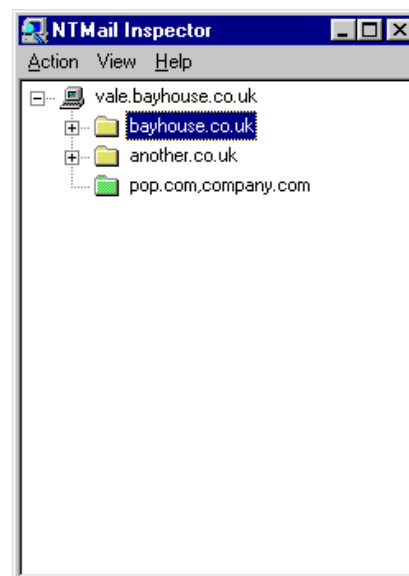 NTMail Inspector
Action View Help
vale.bayhouse.co.uk
bayhouse.co.uk
another.co.uk
pop.com,company.com